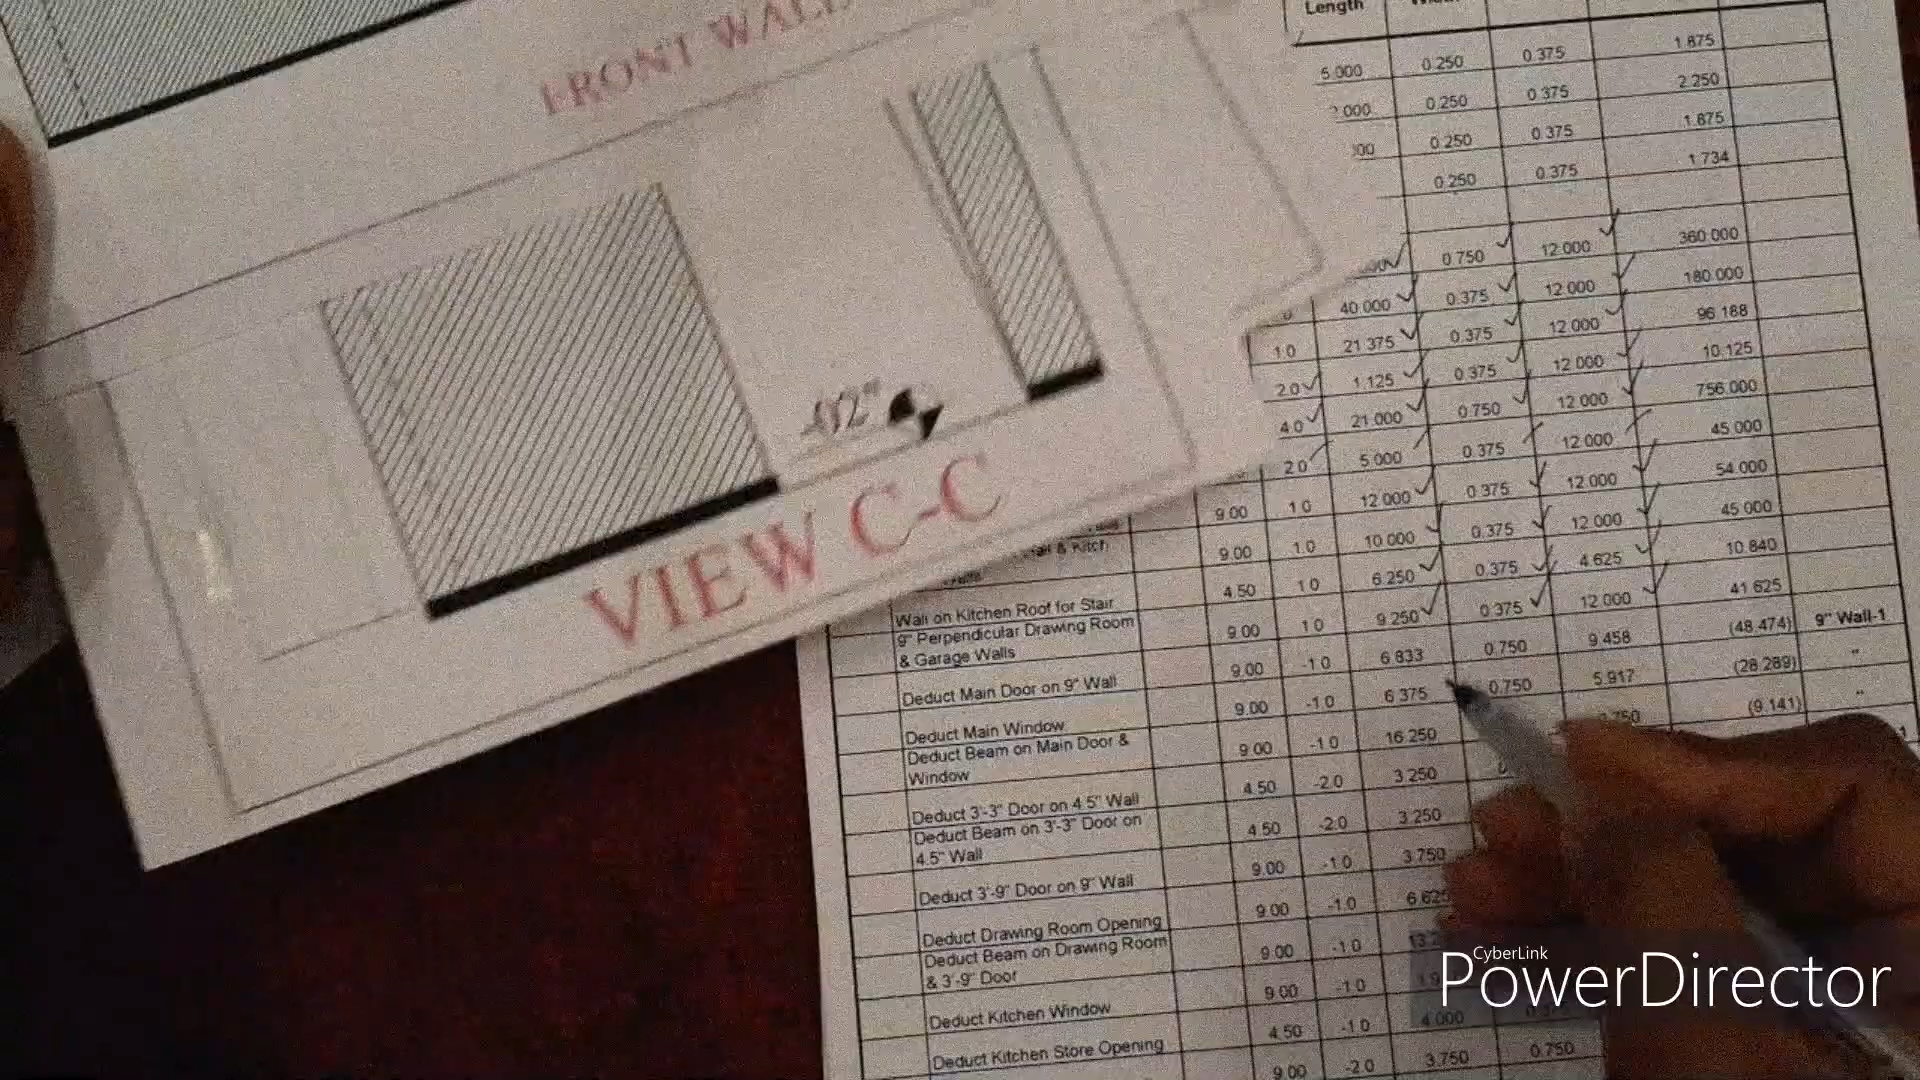 FRONT WALL
-02"
VIEW C-C
Length
5.000 0.250 0.375 1.875
000 0.250 0.375 2.250
00 0.250 0.375 1.875
0.250 0.375 1.734
0.750 12.000 360.000
40.000 0.375 12.000 180.000
1.0 21.375 0.375 12.000 96.188
2.0 1.125 0.375 12.000 10.125
4.0 21.000 0.750 12.000 756.000
2.0 5.000 0.375 12.000 45.000
9.00 1.0 12.000 0.375 12.000 54.000
& Kitch 9.00 1.0 10.000 0.375 12.000 45.000
Wall on Kitchen Roof for Stair 4.50 1.0 6.250 0.375 4.625 10.840
9" Perpendicular Drawing Room
& Garage Walls 9.00 1.0 9.250 0.375 12.000 41.625
Deduct Main Door on 9" Wall 9.00 -1.0 6.833 0.750 9.458 (48.474) 9" Wall-1
Deduct Main Window 9.00 -1.0 6.375 0.750 5.917 (28.289) "
Deduct Beam on Main Door &
Window 9.00 -1.0 16.250 0.750 (9.141) "
Deduct 3'-3" Door on 4.5" Wall 4.50 -2.0 3.250
Deduct Beam on 3'-3" Door on
4.5" Wall 4.50 -2.0 3.250
Deduct 3'-9" Door on 9" Wall 9.00 -1.0 3.750
Deduct Drawing Room Opening 9.00 -1.0 6.625
Deduct Beam on Drawing Room
& 3'-9" Door 9.00 -1.0
Deduct Kitchen Window 9.00 -1.0
Deduct Kitchen Store Opening 4.50 -1.0 4.000
9.00 -2.0 3.750 0.750
CyberLink
PowerDirector